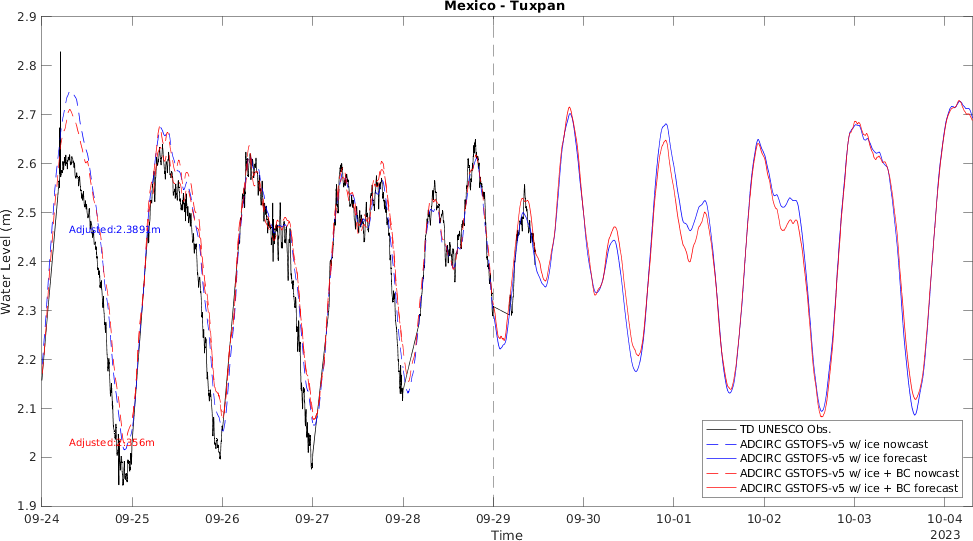 Mexico - Tuxpan
2.9
2.8
2.7
2.6
2.5
2.4
2.3
2.2
2.1
2
1.9
Water Level (m)
Adjusted:2.3891m
Adjusted:2.356m
TD UNESCO Obs.
ADCIRC GSTOFS-v5 w/ ice nowcast
ADCIRC GSTOFS-v5 w/ ice forecast
ADCIRC GSTOFS-v5 w/ ice + BC nowcast
ADCIRC GSTOFS-v5 w/ ice + BC forecast
09-24 09-25 09-26 09-27 09-28 09-29 09-30 10-01 10-02 10-03 10-04
Time
2023